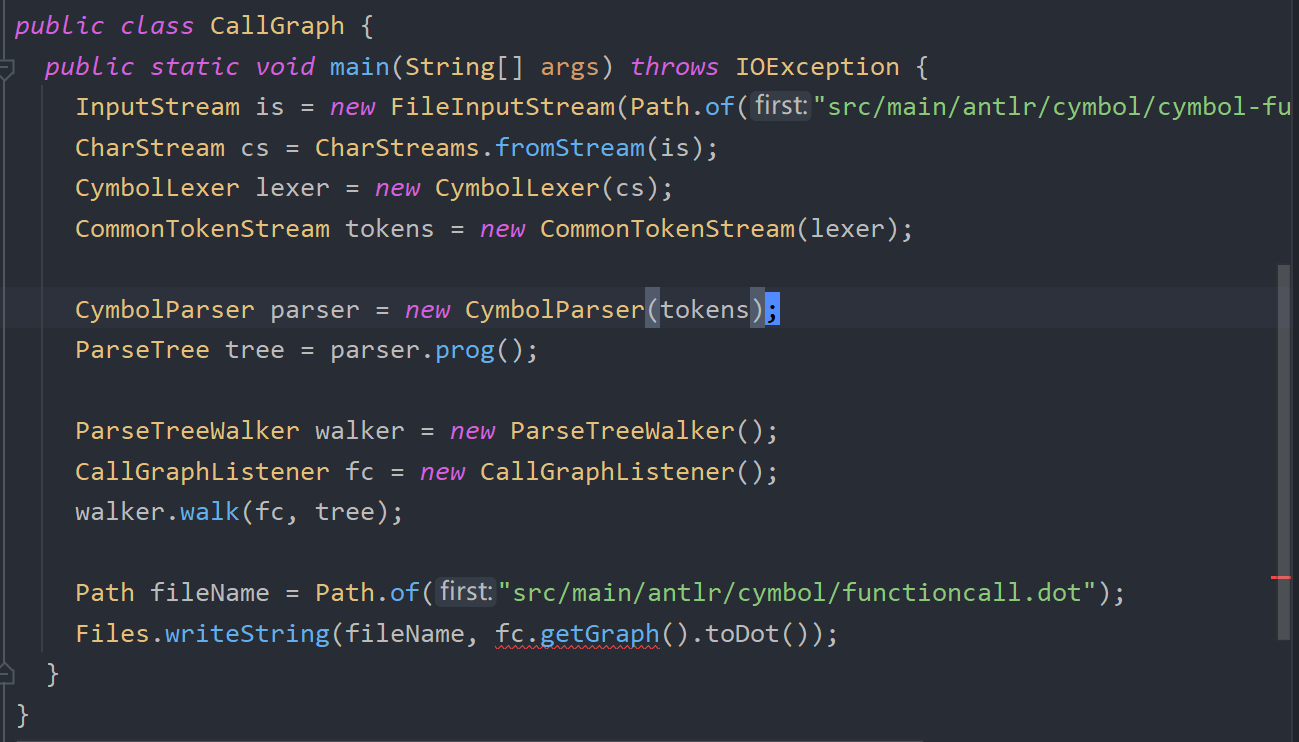 public class CallGraph {
public static void main(String[] args) throws IOException {
InputStream is = new FileInputStream(Path.of( first: "src/main/antlr/cymbol/cymbol-fu
CharStream cs = CharStreams.fromStream(is);
CymbolLexer lexer = new CymbolLexer(cs);
CommonTokenStream tokens = new CommonTokenStream(lexer);
CymbolParser parser = new CymbolParser(tokens);
ParseTree tree = parser.prog();
ParseTreeWalker walker = new ParseTreeWalker();
CallGraphListener fc = new CallGraphListener();
walker.walk(fc, tree);
Path fileName = Path.of( first: "src/main/antlr/cymbol/functioncall.dot");
Files.writeString(fileName, fc.getGraph().toDot());
}
}